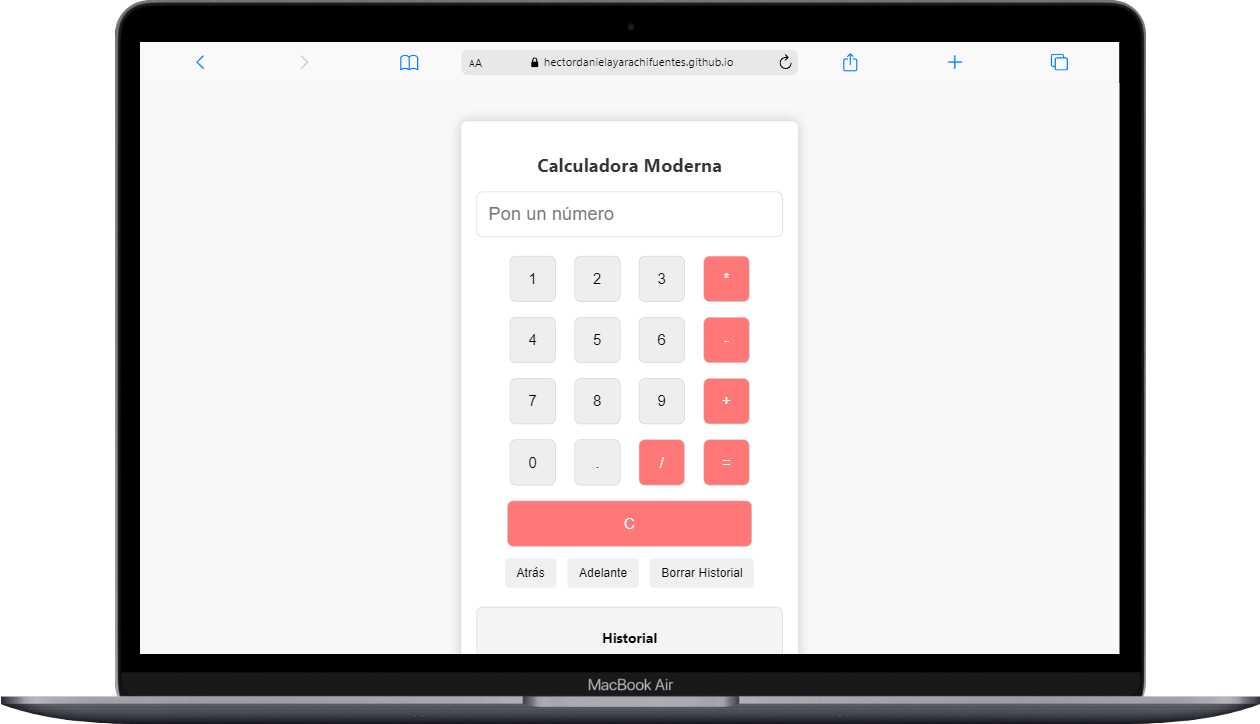 AA hectordanielayarachifuentes.github.io
Calculadora Moderna
Pon un número
1 2 3 *
4 5 6 -
7 8 9 +
0 . / =
C
Atrás Adelante Borrar Historial
Historial
MacBook Air